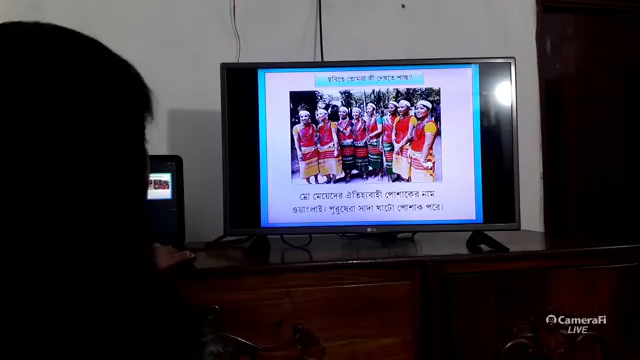 ছবিতে তোমরা কী দেখতে পাচ্ছ?
ম্রো মেয়েদের ঐতিহ্যবাহী পোশাকের নাম
ওয়াংলাই। পুরুষেরা সাদা খাটো পোশাক পরে।
LG
CameraFi
LIVE